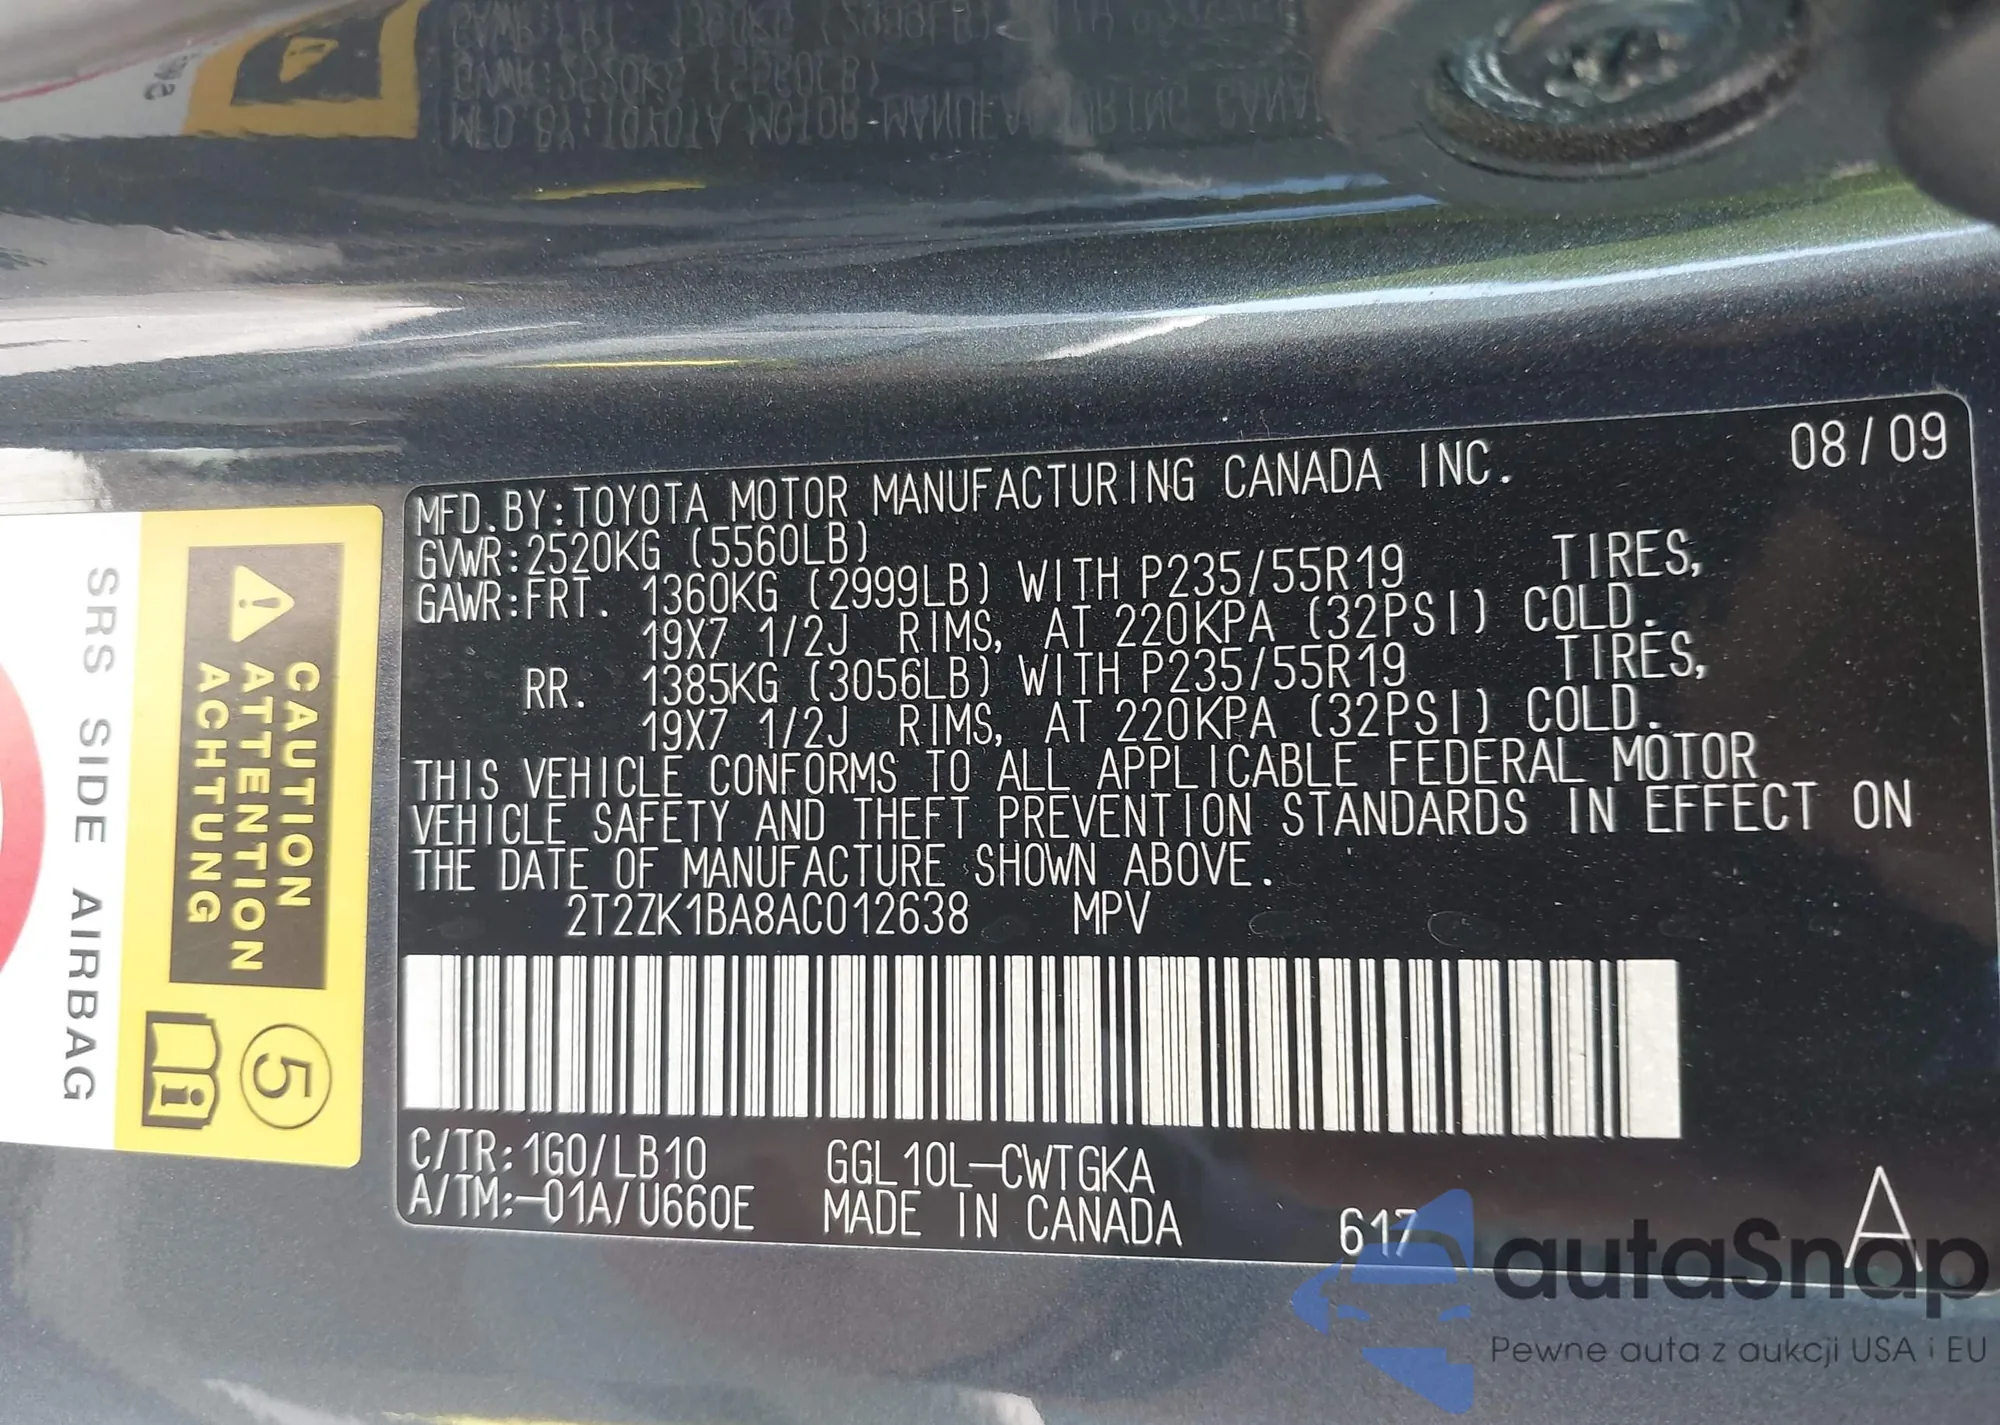 08/09
MFD.BY:TOYOTA MOTOR MANUFACTURING CANADA INC.
GVWR:2520KG (5560LB)
GAWR:FRT. 1360KG (2999LB) WITH P235/55R19 TIRES,
19X7 1/2J RIMS, AT 220KPA (32PSI) COLD.
RR. 1385KG (3056LB) WITH P235/55R19 TIRES,
19X7 1/2J RIMS, AT 220KPA (32PSI) COLD.
THIS VEHICLE CONFORMS TO ALL APPLICABLE FEDERAL MOTOR
VEHICLE SAFETY AND THEFT PREVENTION STANDARDS IN EFFECT ON
THE DATE OF MANUFACTURE SHOWN ABOVE.
2T2ZK1BA8AC012638 MPV
C/TR:1G0/LB10 GGL10L-CWTGKA
A/TM:-01A/U660E MADE IN CANADA 617 A
CAUTION
ATTENTION
ACHTUNG
5
i
SRS SIDE AIRBAG
autoSnap
Pewne auta z aukcji USA i EU